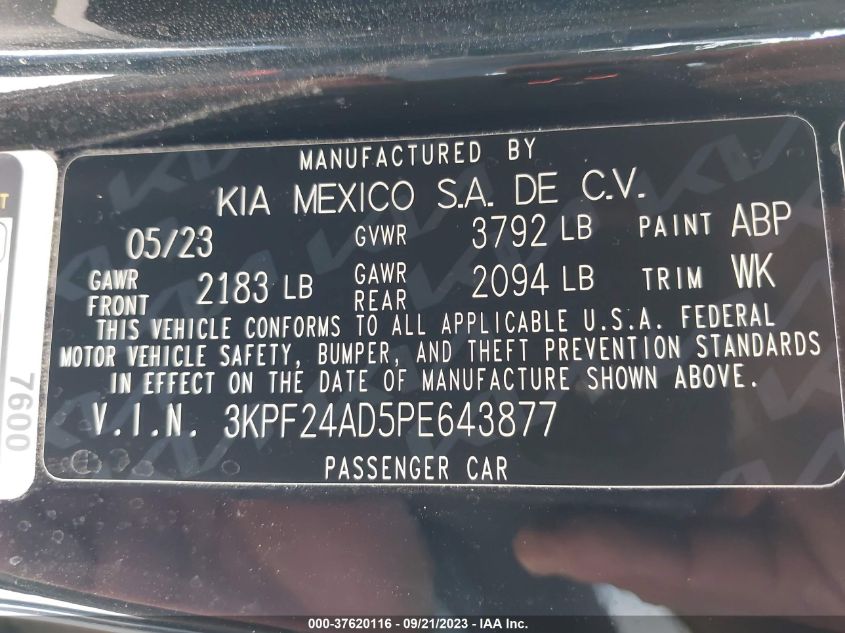 MANUFACTURED BY
KIA MEXICO S.A. DE C.V.
05/23 GVWR 3792 LB PAINT ABP
GAWR FRONT 2183 LB GAWR REAR 2094 LB TRIM WK
THIS VEHICLE CONFORMS TO ALL APPLICABLE U.S.A. FEDERAL
MOTOR VEHICLE SAFETY, BUMPER, AND THEFT PREVENTION STANDARDS
IN EFFECT ON THE DATE OF MANUFACTURE SHOWN ABOVE.
V.I.N. 3KPF24AD5PE643877
PASSENGER CAR
7600
000-37620116 - 09/21/2023 - IAA Inc.